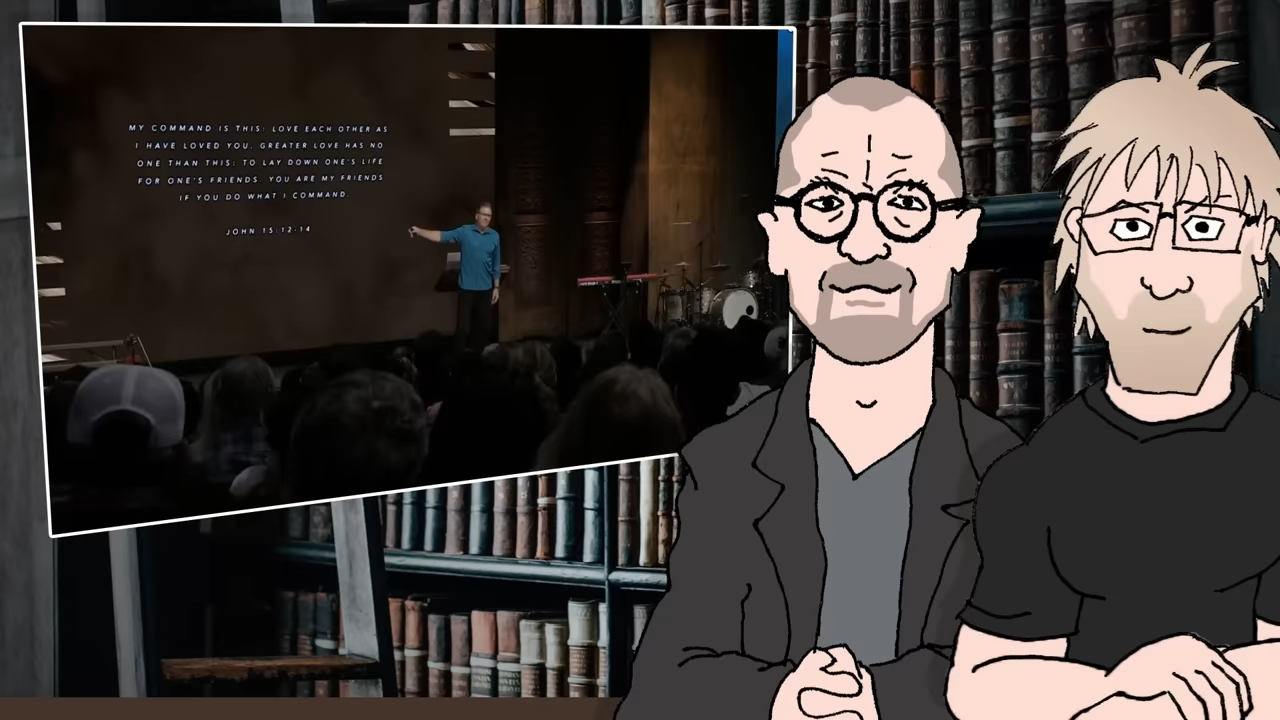 MY COMMAND IS THIS: LOVE EACH OTHER AS
I HAVE LOVED YOU. GREATER LOVE HAS NO
ONE THAN THIS: TO LAY DOWN ONE'S LIFE
FOR ONE'S FRIENDS. YOU ARE MY FRIENDS
IF YOU DO WHAT I COMMAND.
JOHN 15:12-14